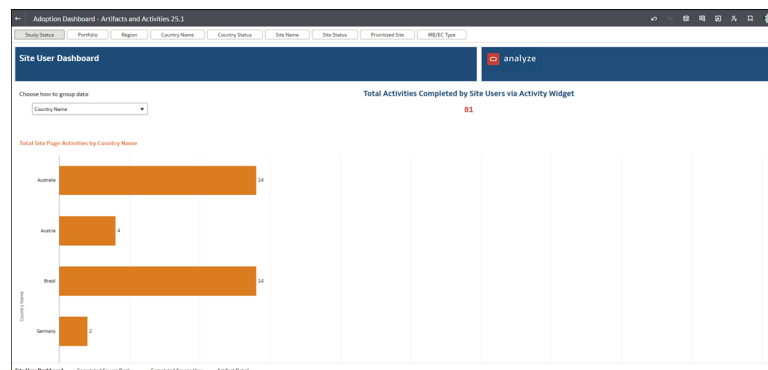 Adoption Dashboard - Artifacts and Activities 25.1
Study Status Portfolio Region Country Name Country Status Site Name Site Status Prioritized Site IRB/EC Type
Site User Dashboard
analyze
Choose how to group data:
Country Name
Total Activities Completed by Site Users via Activity Widget
81
Total Site Page Activities by Country Name
Country Name
Australia 14
Austria 4
Brazil 14
Germany 2
Site User Dashboard